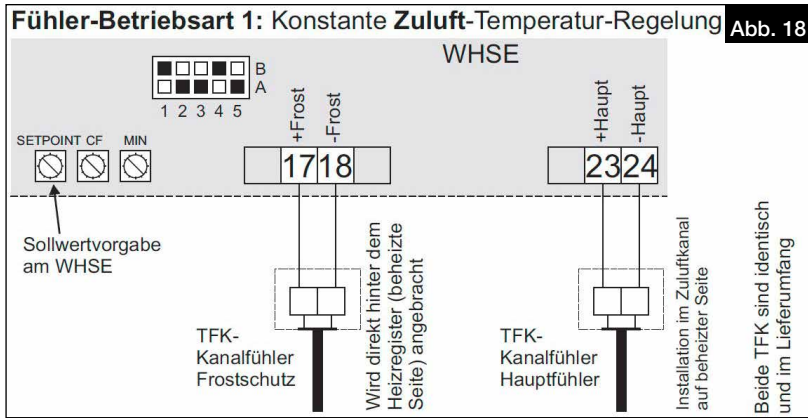 Fühler-Betriebsart 1: Konstante Zuluft-Temperatur-Regelung
Abb. 18
WHSE
B
A
1 2 3 4 5
SETPOINT CF MIN
+Frost
-Frost
+Haupt
-Haupt
17 18
23 24
Sollwertvorgabe
am WHSE
TFK-
Kanalfühler
Frostschutz
Wird direkt hinter dem
Heizregister (beheizte
Seite) angebracht
TFK-
Kanalfühler
Hauptfühler
Installation im Zuluftkanal
auf beheizter Seite
Beide TFK sind identisch
und im Lieferumfang